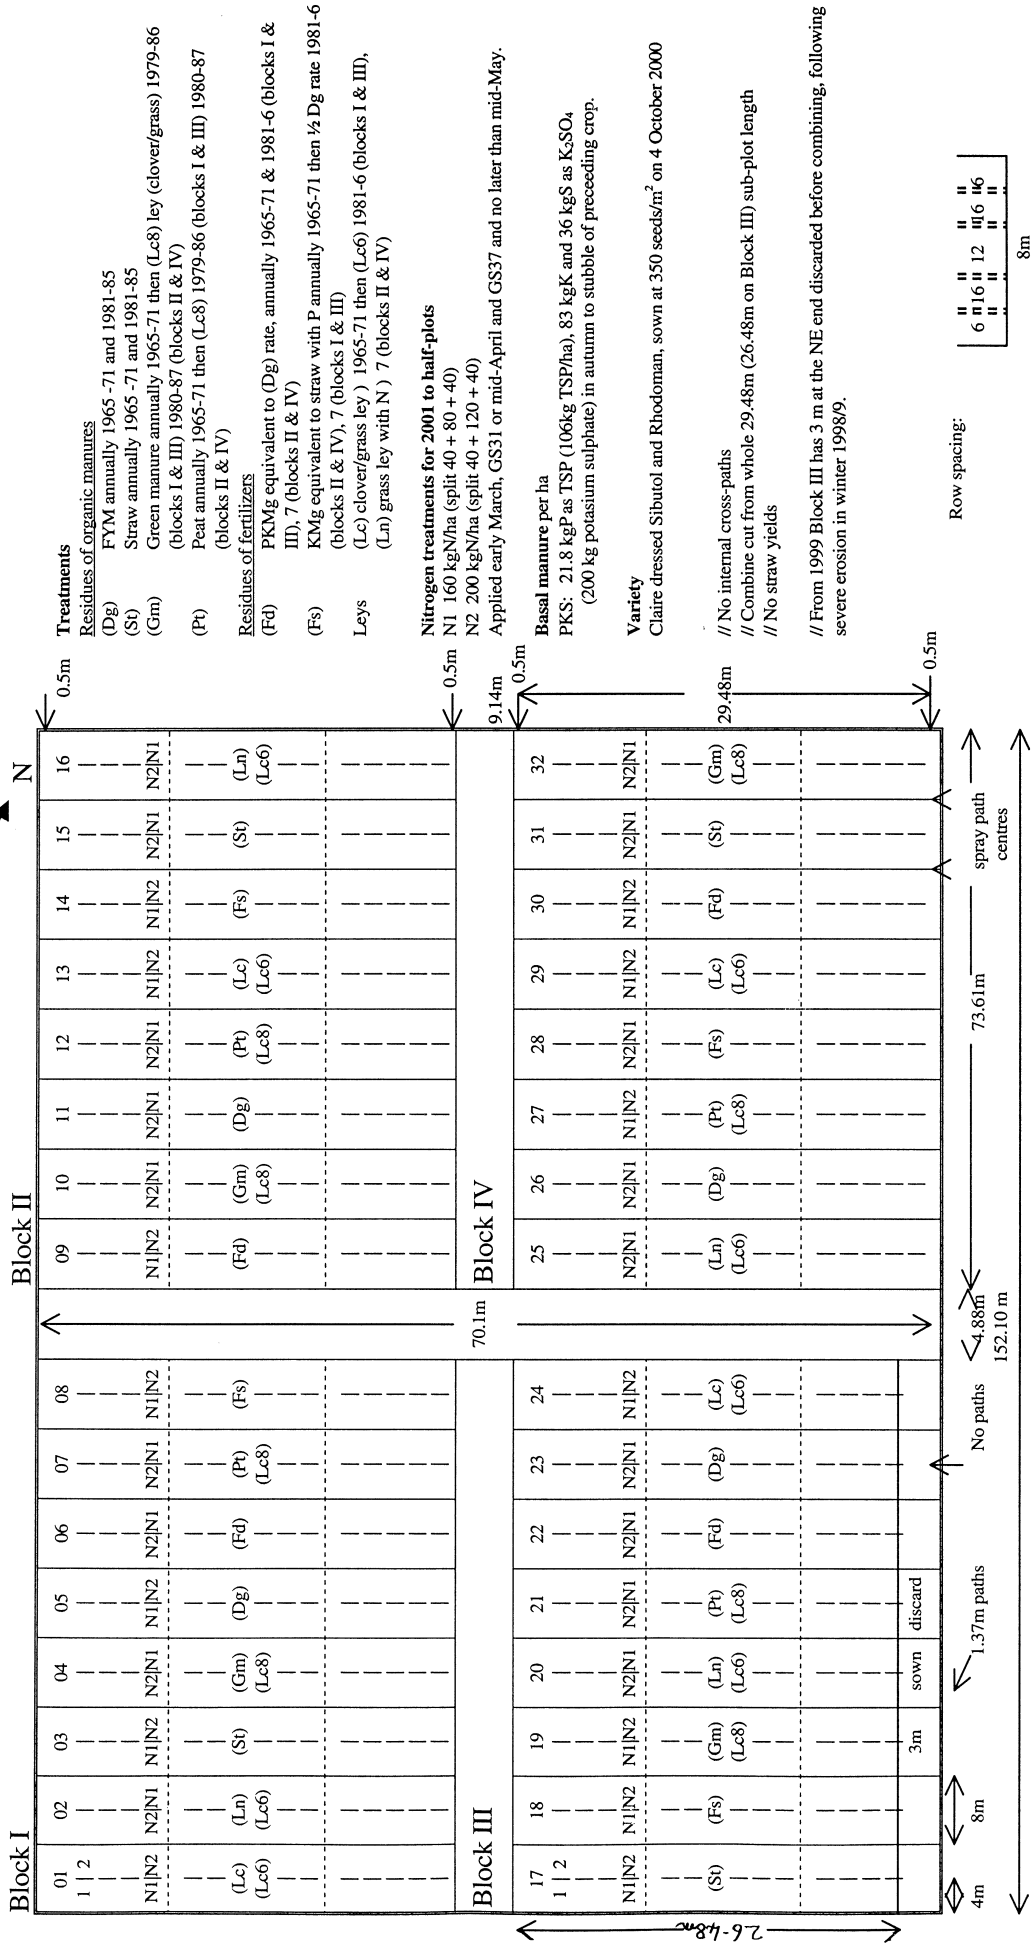 Block I
Block II
N
01 02 03 04 05 06 07 08 09 10 11 12 13 14 15 16
1 2
N1|N2 N2|N1 N1|N2 N2|N1 N1|N2 N2|N1 N2|N1 N1|N2 N1|N2 N2|N1 N2|N1 N2|N1 N1|N2 N1|N2 N2|N1 N2|N1
(Lc) (Ln) (St) (Gm) (Dg) (Fd) (Pt) (Fs) (Fd) (Gm) (Dg) (Pt) (Lc) (Fs) (St) (Ln)
(Lc6) (Lc6) (Lc8) (Lc8) (Lc8) (Lc8) (Lc6) (Lc6)
0.5m
0.5m
Block III
70.1m
Block IV
9.14m
0.5m
17 18 19 20 21 22 23 24 25 26 27 28 29 30 31 32
1 2
N1|N2 N1|N2 N1|N2 N2|N1 N2|N1 N2|N1 N2|N1 N1|N2 N2|N1 N2|N1 N1|N2 N2|N1 N1|N2 N1|N2 N2|N1 N2|N1
(St) (Fs) (Gm) (Ln) (Pt) (Fd) (Dg) (Lc) (Ln) (Dg) (Pt) (Fs) (Lc) (Fd) (St) (Gm)
(Lc8) (Lc6) (Lc8) (Lc6) (Lc6) (Lc8) (Lc6) (Lc8)
26.48m
29.48m
3m sown discard
0.5m
4m
8m
1.37m paths
No paths
4.88m
73.61m
spray path
centres
152.10 m
Treatments
Residues of organic manures
(Dg) FYM annually 1965 -71 and 1981-85
(St) Straw annually 1965 -71 and 1981-85
(Gm) Green manure annually 1965-71 then (Lc8) ley (clover/grass) 1979-86
(blocks I & III) 1980-87 (blocks II & IV)
(Pt) Peat annually 1965-71 then (Lc8) 1979-86 (blocks I & III) 1980-87
(blocks II & IV)
Residues of fertilizers
(Fd) PKMg equivalent to (Dg) rate, annually 1965-71 & 1981-6 (blocks I &
III), 7 (blocks II & IV)
(Fs) KMg equivalent to straw with P annually 1965-71 then ½ Dg rate 1981-6
(blocks II & IV), 7 (blocks I & III)
Leys (Lc) clover/grass ley ) 1965-71 then (Lc6) 1981-6 (blocks I & III),
(Ln) grass ley with N ) 7 (blocks II & IV)
Nitrogen treatments for 2001 to half-plots
N1 160 kgN/ha (split 40 + 80 + 40)
N2 200 kgN/ha (split 40 + 120 + 40)
Applied early March, GS31 or mid-April and GS37 and no later than mid-May.
Basal manure per ha
PKS: 21.8 kgP as TSP (106kg TSP/ha), 83 kgK and 36 kgS as K₂SO₄
(200 kg potasium sulphate) in autumn to stubble of preceeding crop.
Variety
Claire dressed Sibutol and Rhodoman, sown at 350 seeds/m² on 4 October 2000
// No internal cross-paths
// Combine cut from whole 29.48m (26.48m on Block III) sub-plot length
// No straw yields
// From 1999 Block III has 3 m at the NE end discarded before combining, following
severe erosion in winter 1998/9.
Row spacing:
6 16 12 16 6
8m